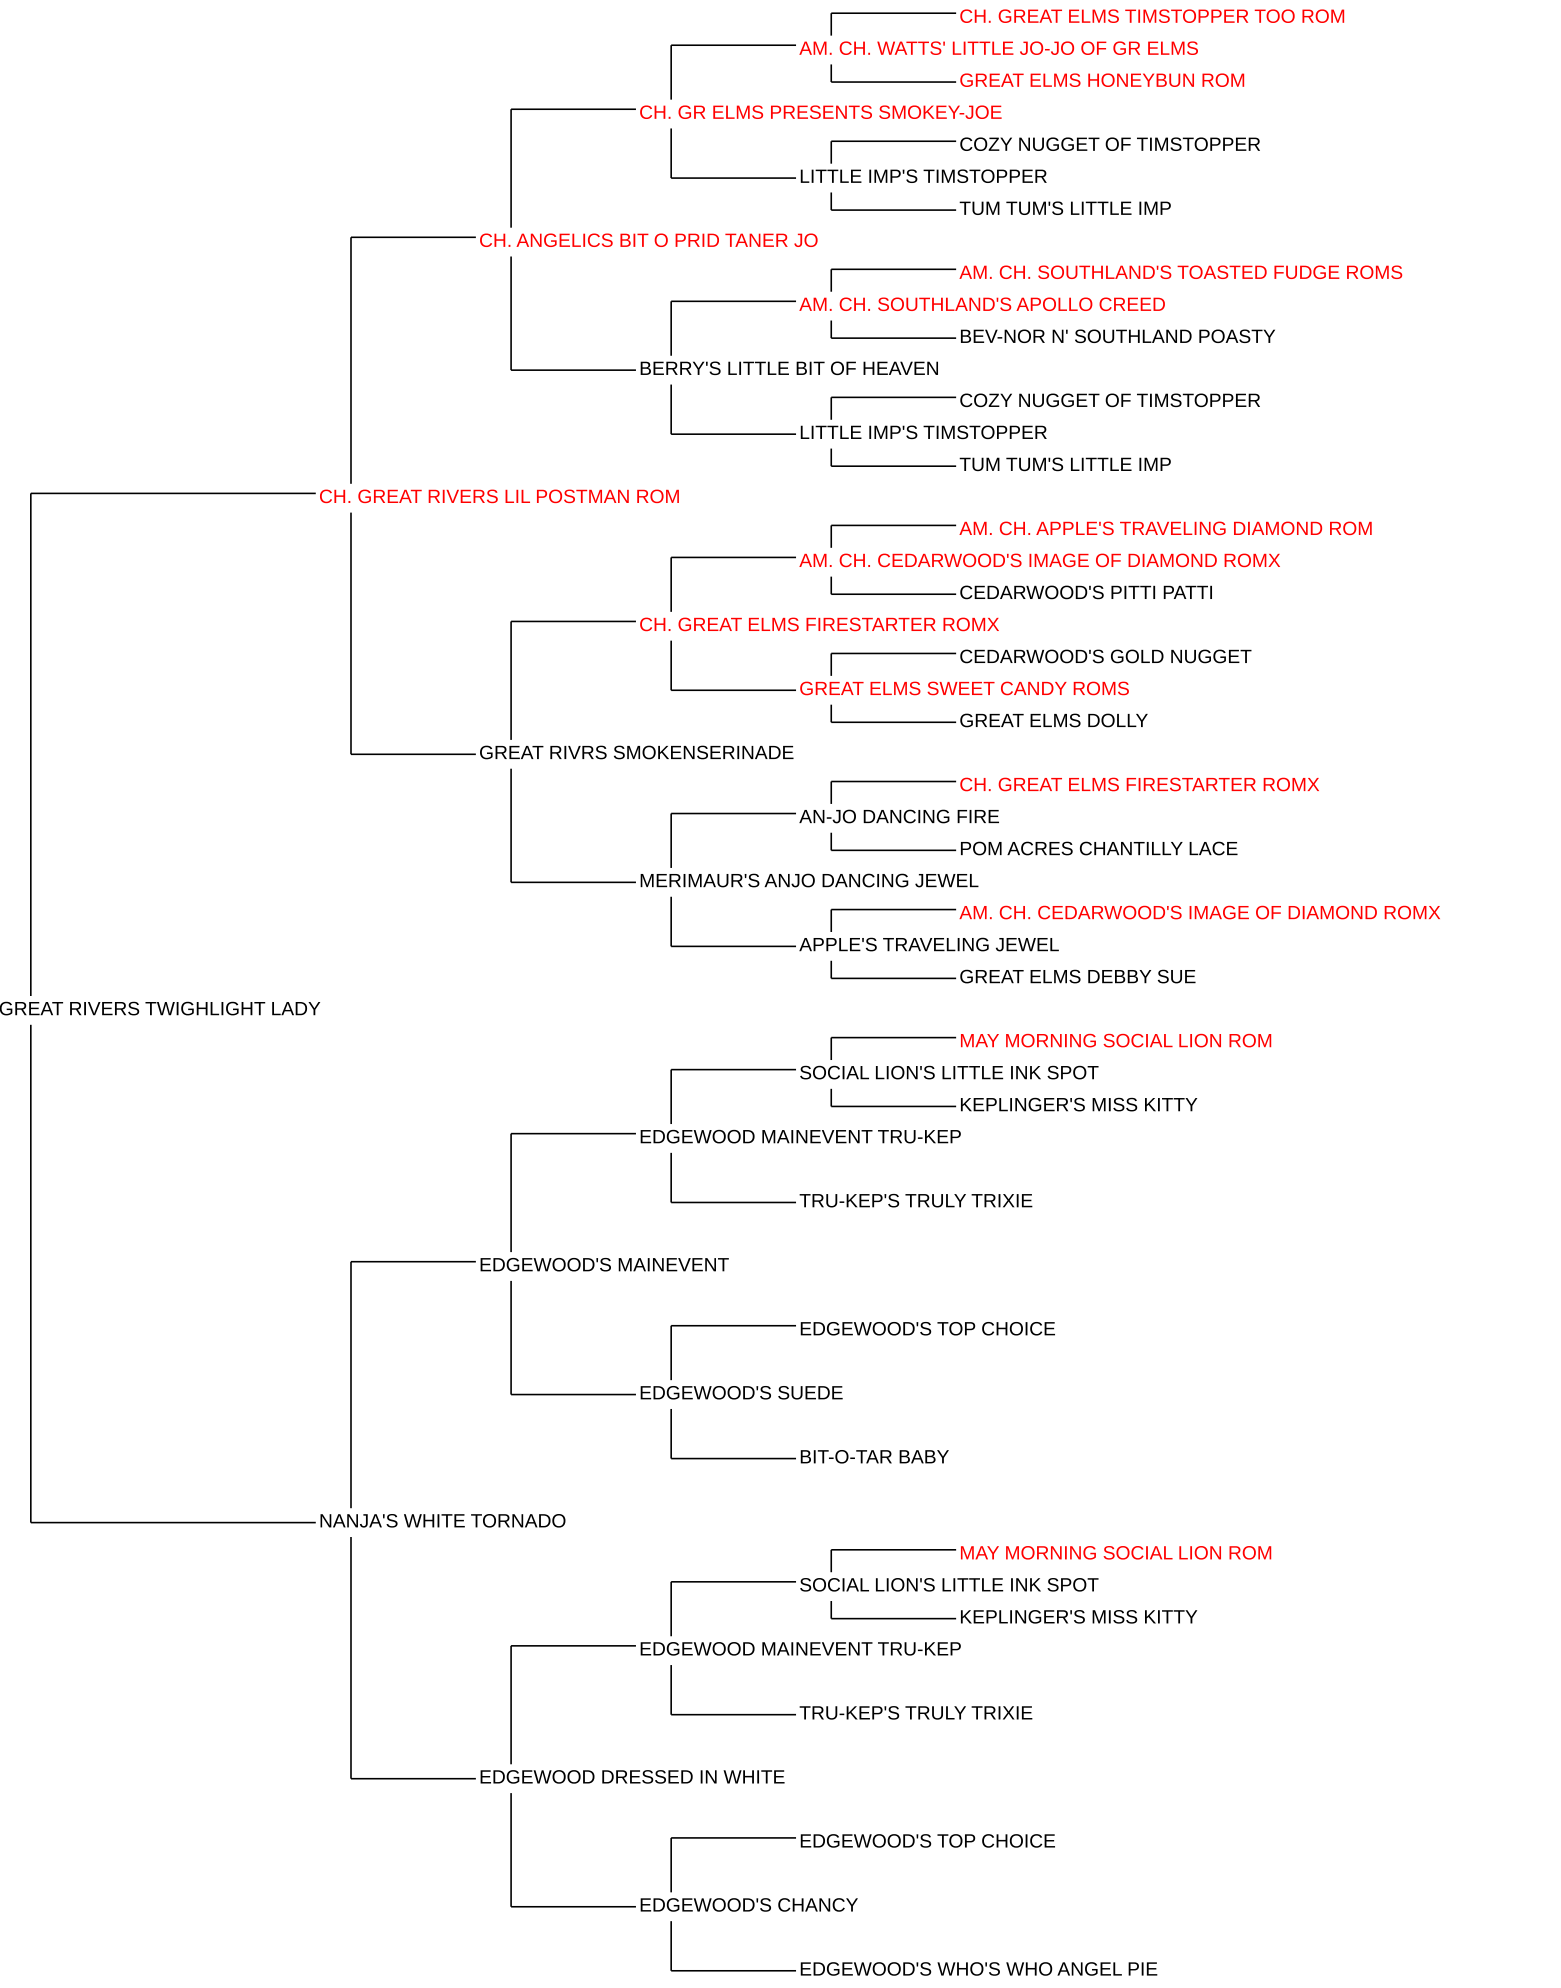 CH. GREAT ELMS TIMSTOPPER TOO ROM
AM. CH. WATTS' LITTLE JO-JO OF GR ELMS
GREAT ELMS HONEYBUN ROM
CH. GR ELMS PRESENTS SMOKEY-JOE
COZY NUGGET OF TIMSTOPPER
LITTLE IMP'S TIMSTOPPER
TUM TUM'S LITTLE IMP
CH. ANGELICS BIT O PRID TANER JO
AM. CH. SOUTHLAND'S TOASTED FUDGE ROMS
AM. CH. SOUTHLAND'S APOLLO CREED
BEV-NOR N' SOUTHLAND POASTY
BERRY'S LITTLE BIT OF HEAVEN
COZY NUGGET OF TIMSTOPPER
LITTLE IMP'S TIMSTOPPER
TUM TUM'S LITTLE IMP
CH. GREAT RIVERS LIL POSTMAN ROM
AM. CH. APPLE'S TRAVELING DIAMOND ROM
AM. CH. CEDARWOOD'S IMAGE OF DIAMOND ROMX
CEDARWOOD'S PITTI PATTI
CH. GREAT ELMS FIRESTARTER ROMX
CEDARWOOD'S GOLD NUGGET
GREAT ELMS SWEET CANDY ROMS
GREAT ELMS DOLLY
GREAT RIVRS SMOKENSERINADE
CH. GREAT ELMS FIRESTARTER ROMX
AN-JO DANCING FIRE
POM ACRES CHANTILLY LACE
MERIMAUR'S ANJO DANCING JEWEL
AM. CH. CEDARWOOD'S IMAGE OF DIAMOND ROMX
APPLE'S TRAVELING JEWEL
GREAT ELMS DEBBY SUE
GREAT RIVERS TWIGHLIGHT LADY
MAY MORNING SOCIAL LION ROM
SOCIAL LION'S LITTLE INK SPOT
KEPLINGER'S MISS KITTY
EDGEWOOD MAINEVENT TRU-KEP
TRU-KEP'S TRULY TRIXIE
EDGEWOOD'S MAINEVENT
EDGEWOOD'S TOP CHOICE
EDGEWOOD'S SUEDE
BIT-O-TAR BABY
NANJA'S WHITE TORNADO
MAY MORNING SOCIAL LION ROM
SOCIAL LION'S LITTLE INK SPOT
KEPLINGER'S MISS KITTY
EDGEWOOD MAINEVENT TRU-KEP
TRU-KEP'S TRULY TRIXIE
EDGEWOOD DRESSED IN WHITE
EDGEWOOD'S TOP CHOICE
EDGEWOOD'S CHANCY
EDGEWOOD'S WHO'S WHO ANGEL PIE